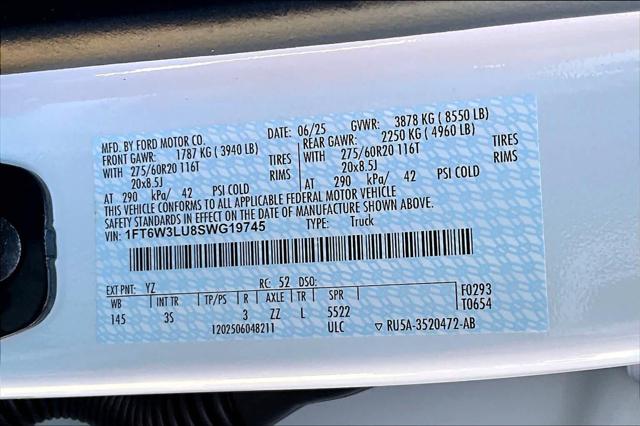 MFD. BY FORD MOTOR CO.
DATE: 06/25 GVWR: 3878 KG ( 8550 LB)
FRONT GAWR: 1787 KG ( 3940 LB) REAR GAWR: 2250 KG ( 4960 LB)
WITH 275/60R20 116T TIRES WITH 275/60R20 116T TIRES
20x8.5J RIMS 20x8.5J RIMS
AT 290 kPa/ 42 PSI COLD AT 290 kPa/ 42 PSI COLD
THIS VEHICLE CONFORMS TO ALL APPLICABLE FEDERAL MOTOR VEHICLE
SAFETY STANDARDS IN EFFECT ON THE DATE OF MANUFACTURE SHOWN ABOVE.
VIN: 1FT6W3LU8SWG19745 TYPE: Truck
EXT PNT: YZ RC: 52 DSO: F0293
WB INT TR TP/PS R AXLE TR SPR T0654
145 3S 3 ZZ L 5522
1202506048211 ULC ▽ RU5A-3520472-AB